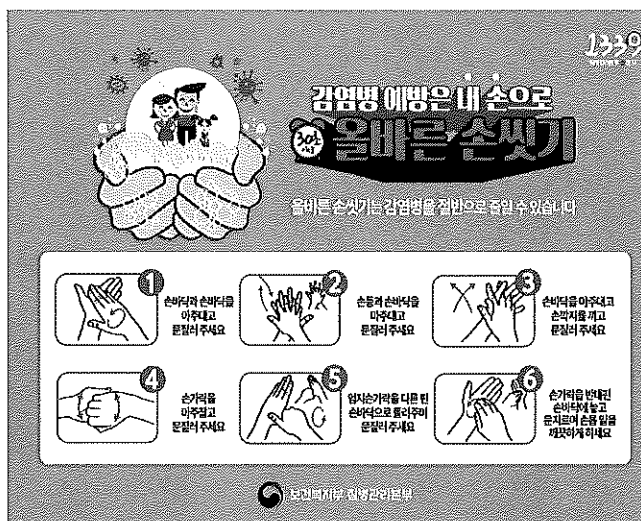 1339
감염병 예방은 내 손으로
30초
올바른 손씻기
올바른 손씻기는 감염병을 절반으로 줄일 수 있습니다
1
손바닥과 손바닥을
마주대고
문질러 주세요
2
손등과 손바닥을
마주대고
문질러 주세요
3
손바닥을 마주대고
손깍지를 끼고
문질러 주세요
4
손가락을
마주잡고
문질러 주세요
5
엄지손가락을 다른 편
손바닥으로 돌려주며
문질러 주세요
6
손가락을 반대편
손바닥에 놓고
문지르며 손톱 밑을
깨끗하게 하세요
보건복지부 질병관리본부